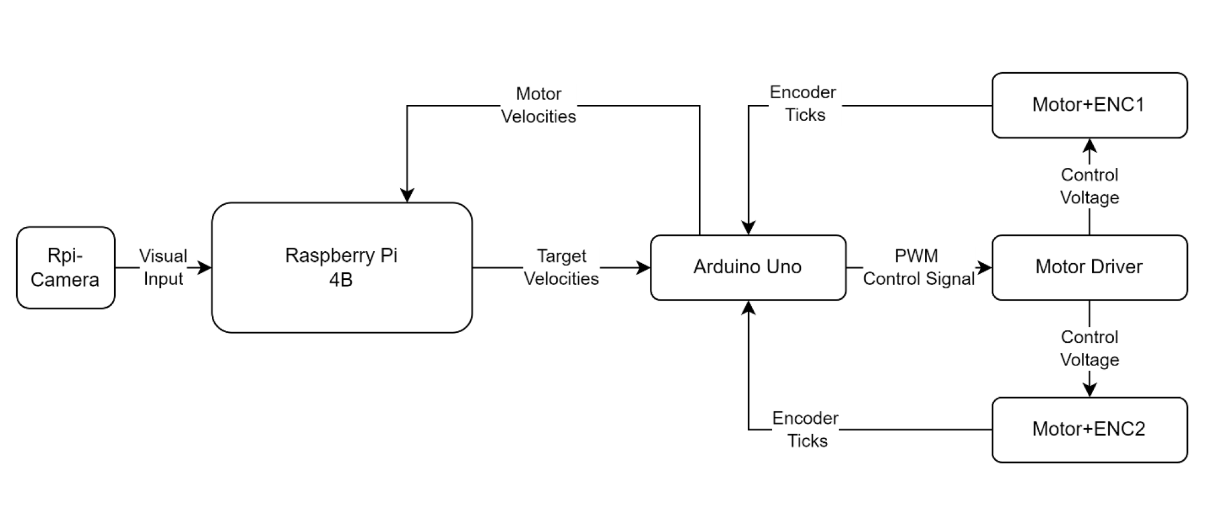 Motor
Velocities
Encoder
Ticks
Motor+ENC1
Control
Voltage
Rpi-
Camera
Visual
Input
Raspberry Pi
4B
Target
Velocities
Arduino Uno
PWM
Control Signal
Motor Driver
Control
Voltage
Encoder
Ticks
Motor+ENC2